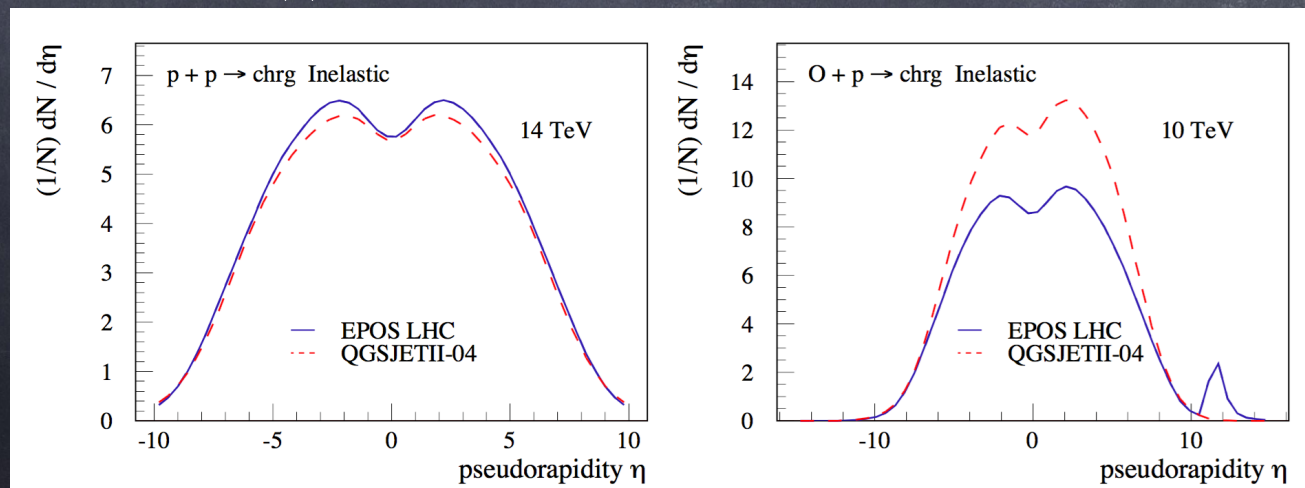 (1/N) dN / dη
p + p → chrg Inelastic
14 TeV
7
6
5
4
3
2
1
0
EPOS LHC
QGSJETII-04
-10
-5
0
5
10
pseudorapidity η
(1/N) dN / dη
O + p → chrg Inelastic
10 TeV
14
12
10
8
6
4
2
0
EPOS LHC
QGSJETII-04
-10
0
10
pseudorapidity η